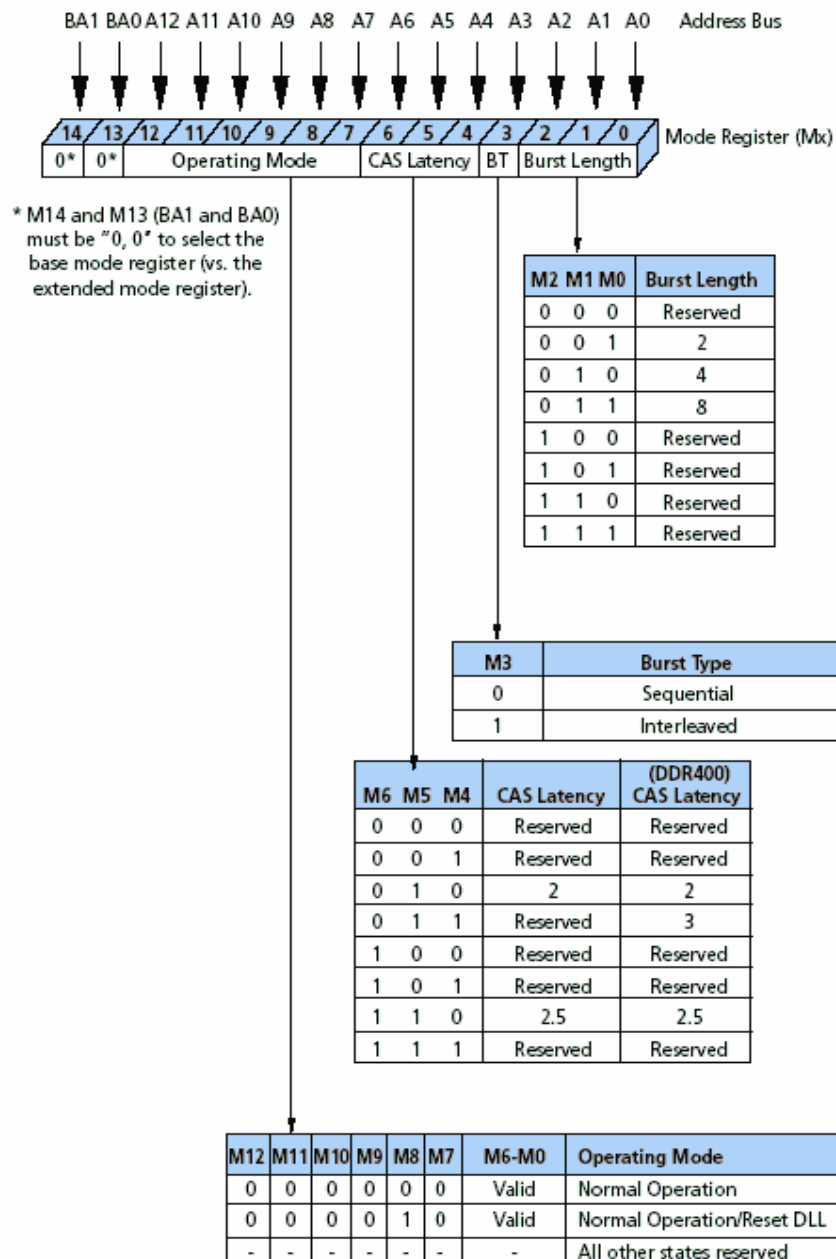 BA1 BA0 A12 A11 A10 A9 A8 A7 A6 A5 A4 A3 A2 A1 A0 Address Bus
14 13 12 11 10 9 8 7 6 5 4 3 2 1 0 Mode Register (Mx)
0* 0* Operating Mode CAS Latency BT Burst Length
* M14 and M13 (BA1 and BA0)
must be "0, 0" to select the
base mode register (vs. the
extended mode register).
M2 M1 M0 Burst Length
0 0 0 Reserved
0 0 1 2
0 1 0 4
0 1 1 8
1 0 0 Reserved
1 0 1 Reserved
1 1 0 Reserved
1 1 1 Reserved
M3 Burst Type
0 Sequential
1 Interleaved
(DDR400)
M6 M5 M4 CAS Latency CAS Latency
0 0 0 Reserved Reserved
0 0 1 Reserved Reserved
0 1 0 2 2
0 1 1 Reserved 3
1 0 0 Reserved Reserved
1 0 1 Reserved Reserved
1 1 0 2.5 2.5
1 1 1 Reserved Reserved
M12 M11 M10 M9 M8 M7 M6-M0 Operating Mode
0 0 0 0 0 0 Valid Normal Operation
0 0 0 0 1 0 Valid Normal Operation/Reset DLL
- - - - - - - All other states reserved